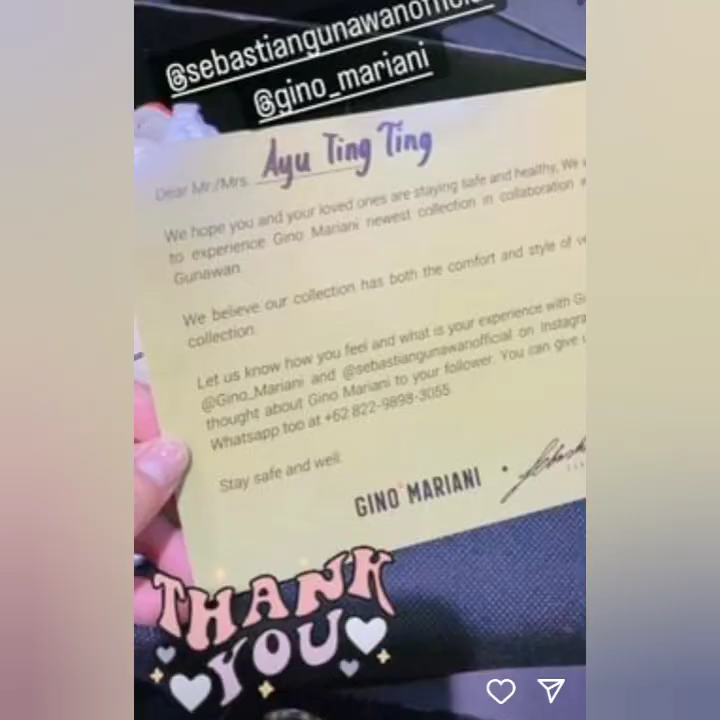 @sebastiangunawanofficial
@gino_mariani
Dear Mr./Mrs. Ayu Ting Ting
We hope you and your loved ones are staying safe and healthy, We
to experience Gino Mariani newest collection in collaboration
Gunawan.
We believe our collection has both the comfort and style of
collection.
Let us know how you feel and what is your experience with
@Gino_Mariani and @sebastiangunawanofficial on
thought about Gino Mariani to your follower. You can give
Whatsapp too at +62 822-9898-3055.
Stay safe and well.
GINO MARIANI
THANK
YOU